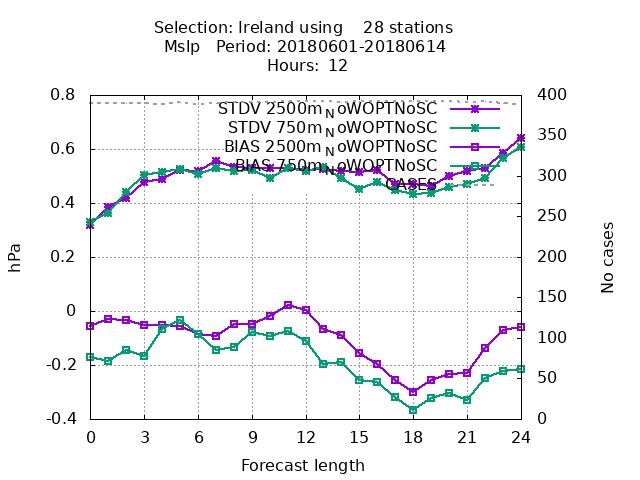 Selection: Ireland using    28 stations
Mslp   Period: 20180601-20180614
Hours: 12
0.8
0.6
0.4
0.2
0
-0.2
-0.4
400
350
300
250
200
150
100
50
0
STDV 2500m_NoWOPTNoSC
STDV 750m_NoWOPTNoSC
BIAS 2500m_NoWOPTNoSC
BIAS 750m_NoWOPTNoSC
CASES
hPa
No cases
0 3 6 9 12 15 18 21 24
Forecast length